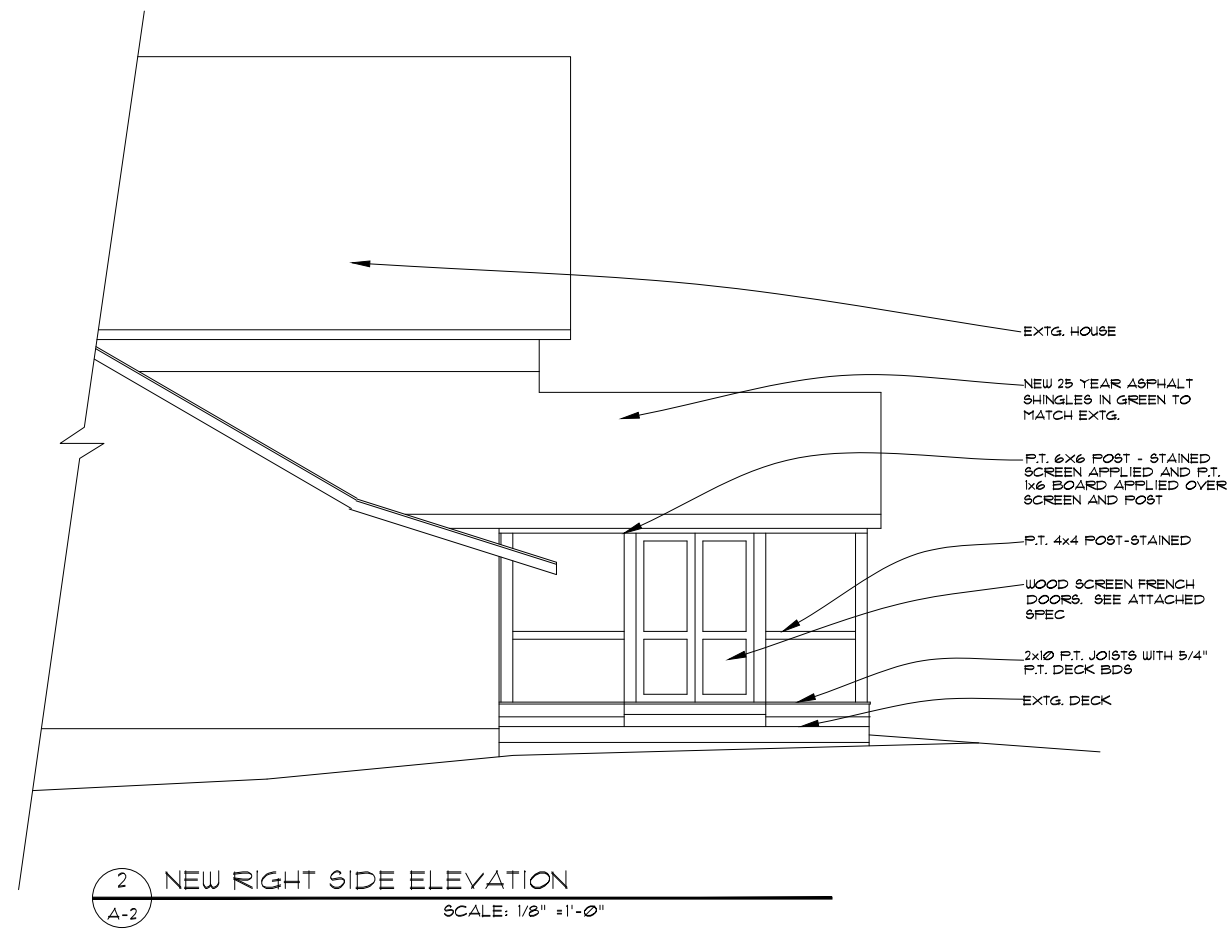 EXTG. HOUSE
NEW 25 YEAR ASPHALT
SHINGLES IN GREEN TO
MATCH EXTG.
P.T. 6X6 POST - STAINED
SCREEN APPLIED AND P.T.
1x6 BOARD APPLIED OVER
SCREEN AND POST
P.T. 4x4 POST-STAINED
WOOD SCREEN FRENCH
DOORS. SEE ATTACHED
SPEC
2x10 P.T. JOISTS WITH 5/4"
P.T. DECK BDS
EXTG. DECK
2 NEW RIGHT SIDE ELEVATION
A-2 SCALE: 1/8" =1'-0"